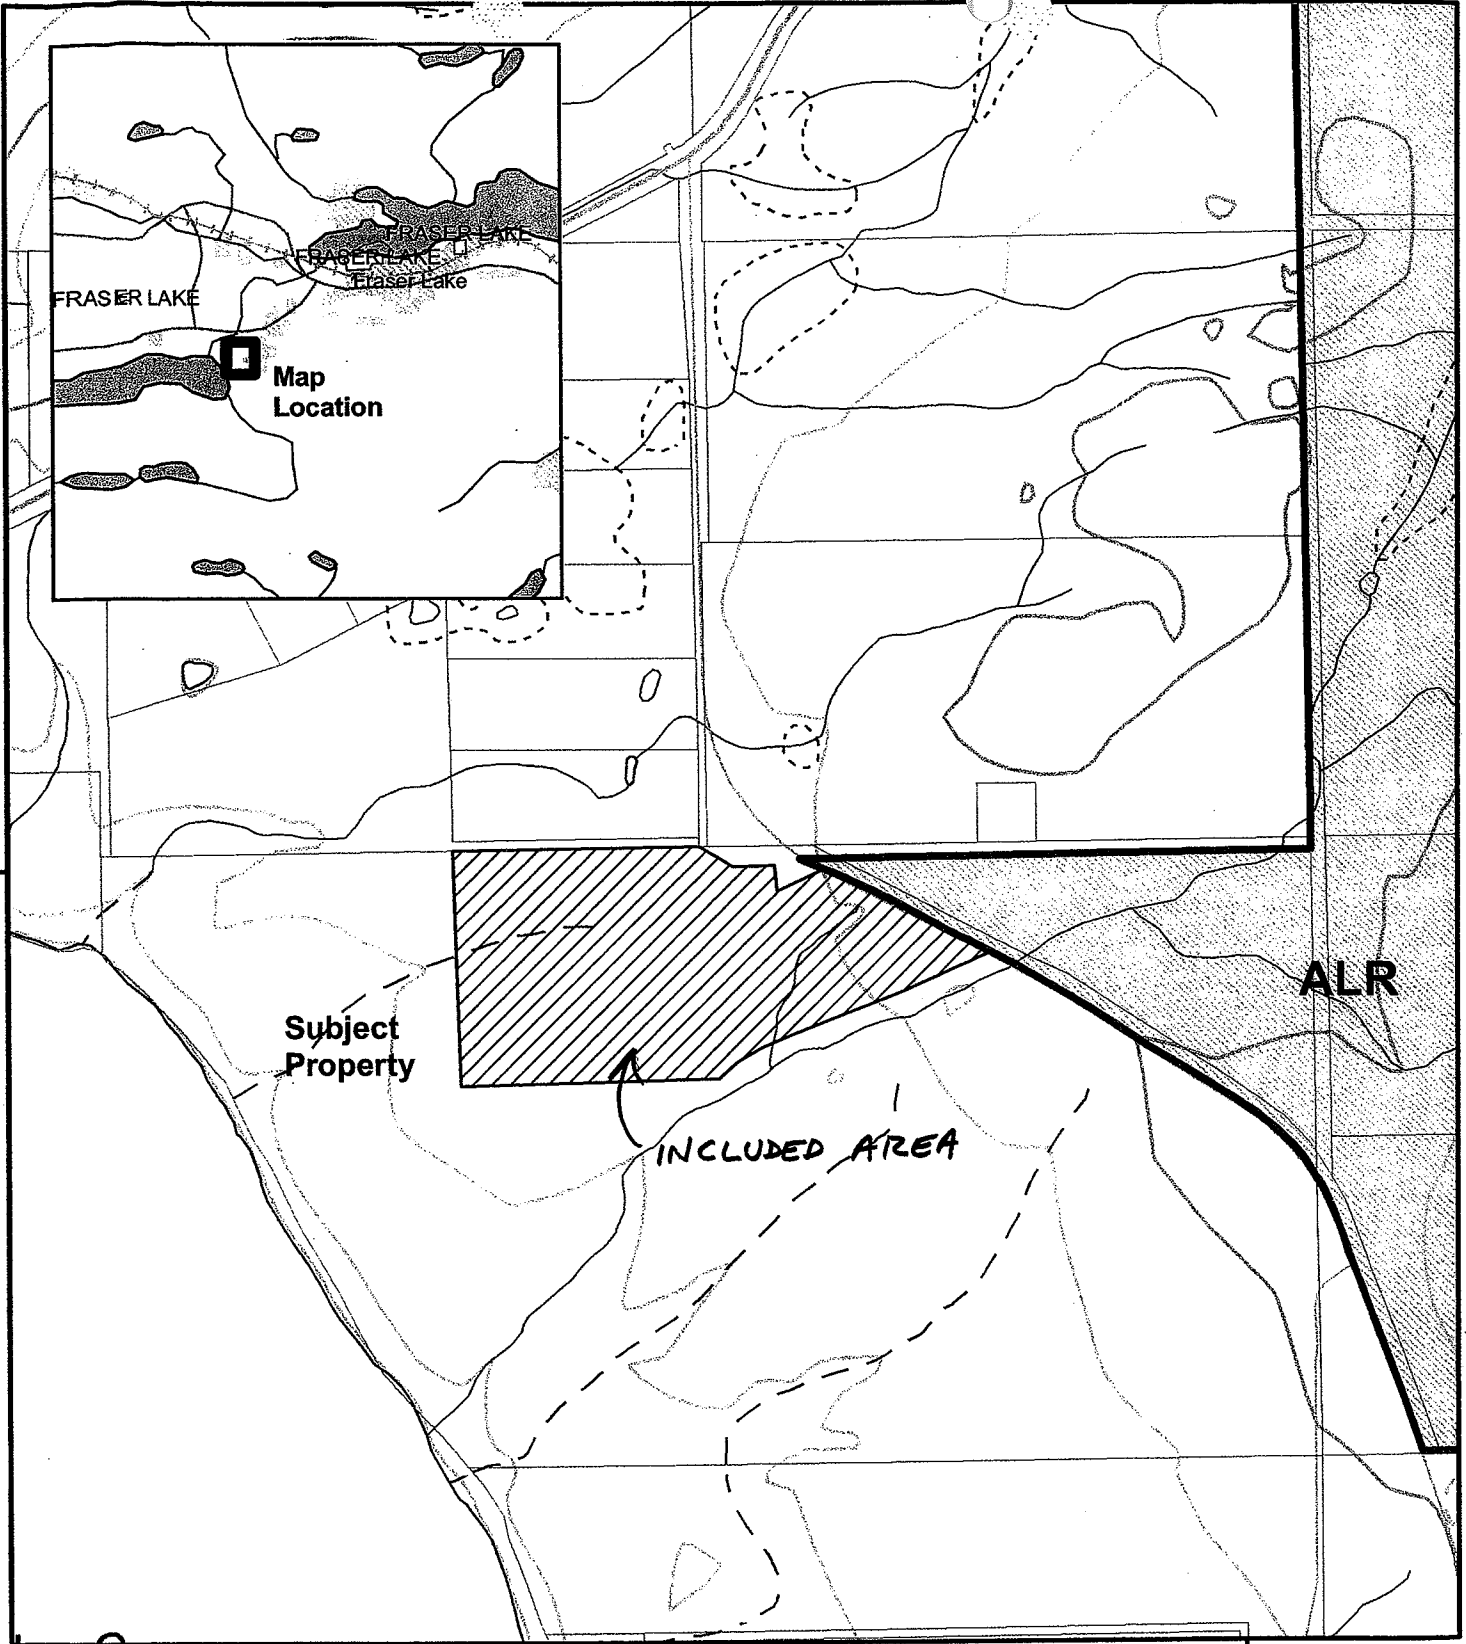 FRASER LAKE
FRASER LAKE
Fraser Lake
FRASER LAKE
Map
Location
ALR
Subject
Property
INCLUDED AREA